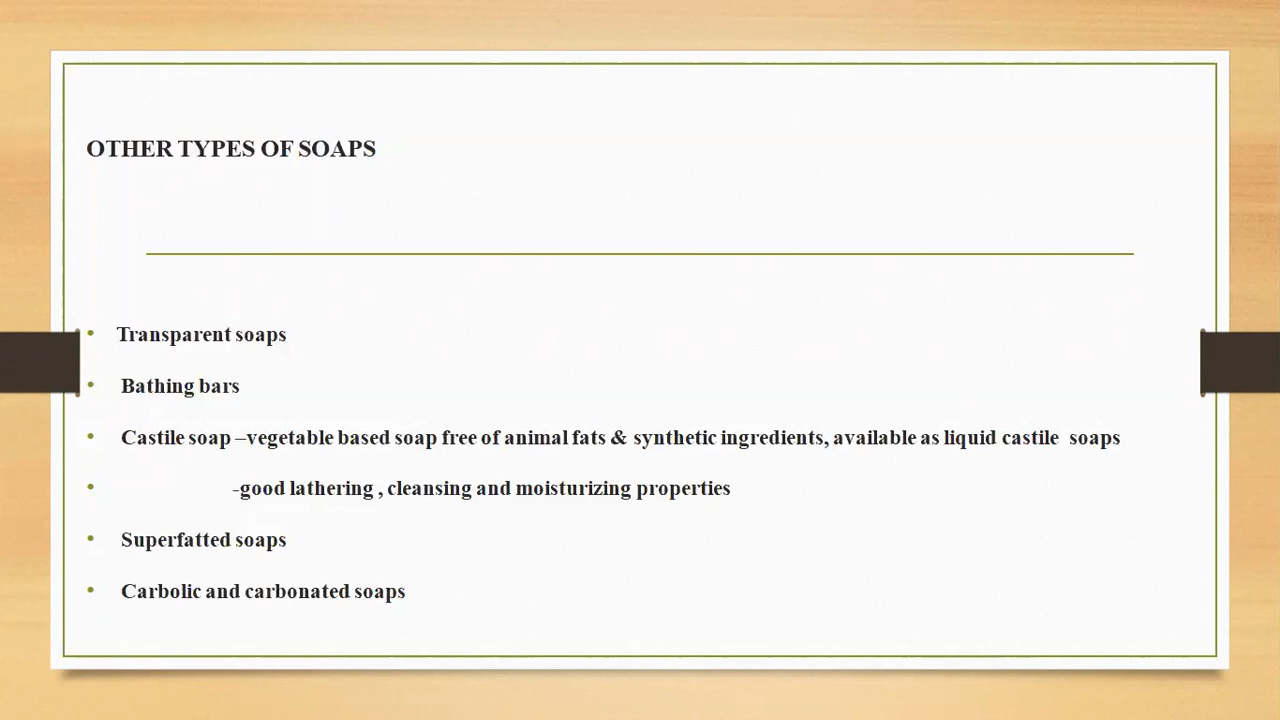 OTHER TYPES OF SOAPS
• Transparent soaps
• Bathing bars
• Castile soap –vegetable based soap free of animal fats & synthetic ingredients, available as liquid castile  soaps
• -good lathering , cleansing and moisturizing properties
• Superfatted soaps
• Carbolic and carbonated soaps